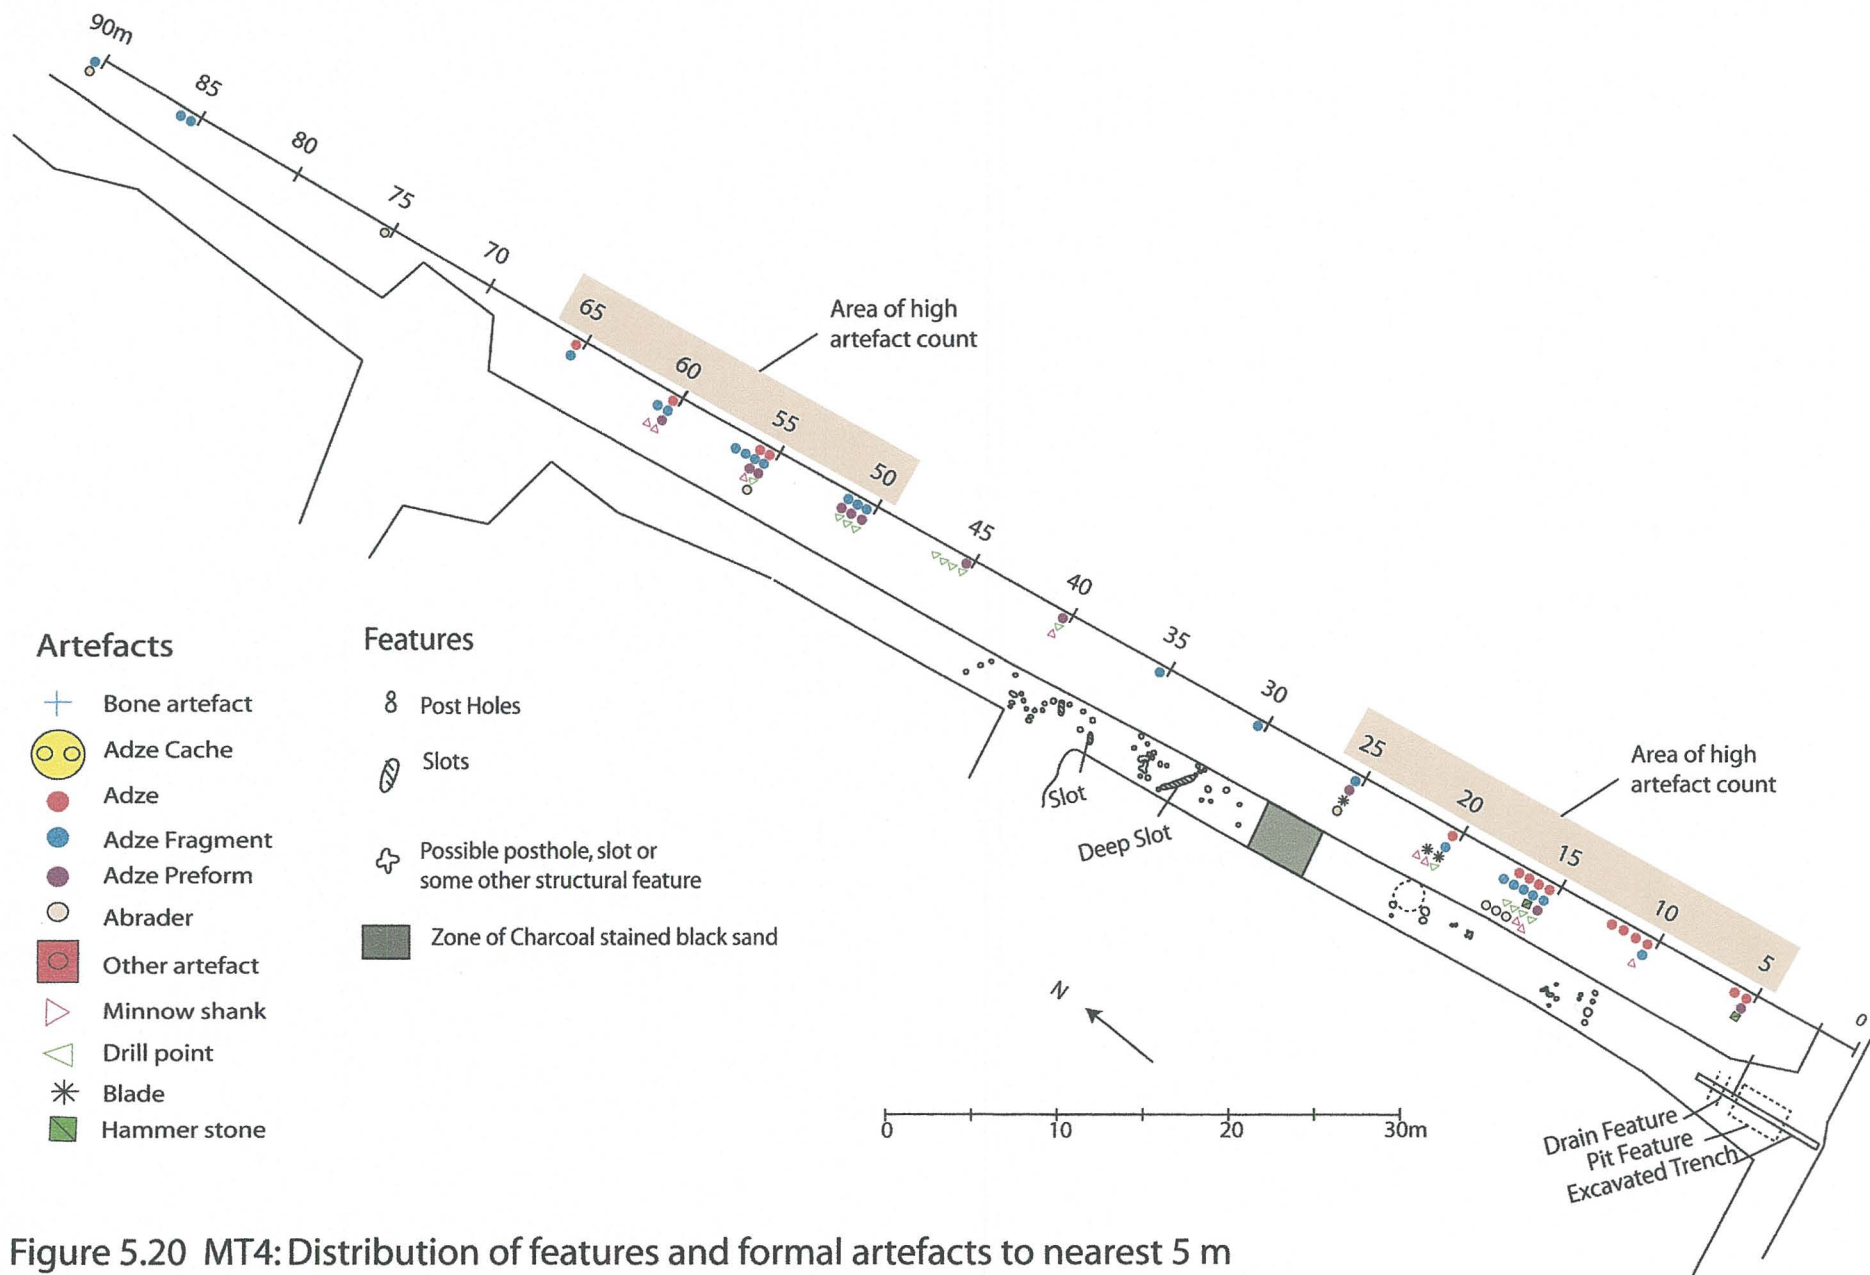 90m
85
80
75
70
65
60
55
50
45
40
35
30
25
20
15
10
5
0
Area of high
artefact count
Area of high
artefact count
Artefacts
Bone artefact
Adze Cache
Adze
Adze Fragment
Adze Preform
Abrader
Other artefact
Minnow shank
Drill point
Blade
Hammer stone
Features
Post Holes
Slots
Possible posthole, slot or
some other structural feature
Zone of Charcoal stained black sand
Slot
Deep Slot
N
0 10 20 30m
Drain Feature
Pit Feature
Excavated Trench
Figure 5.20 MT4: Distribution of features and formal artefacts to nearest 5 m